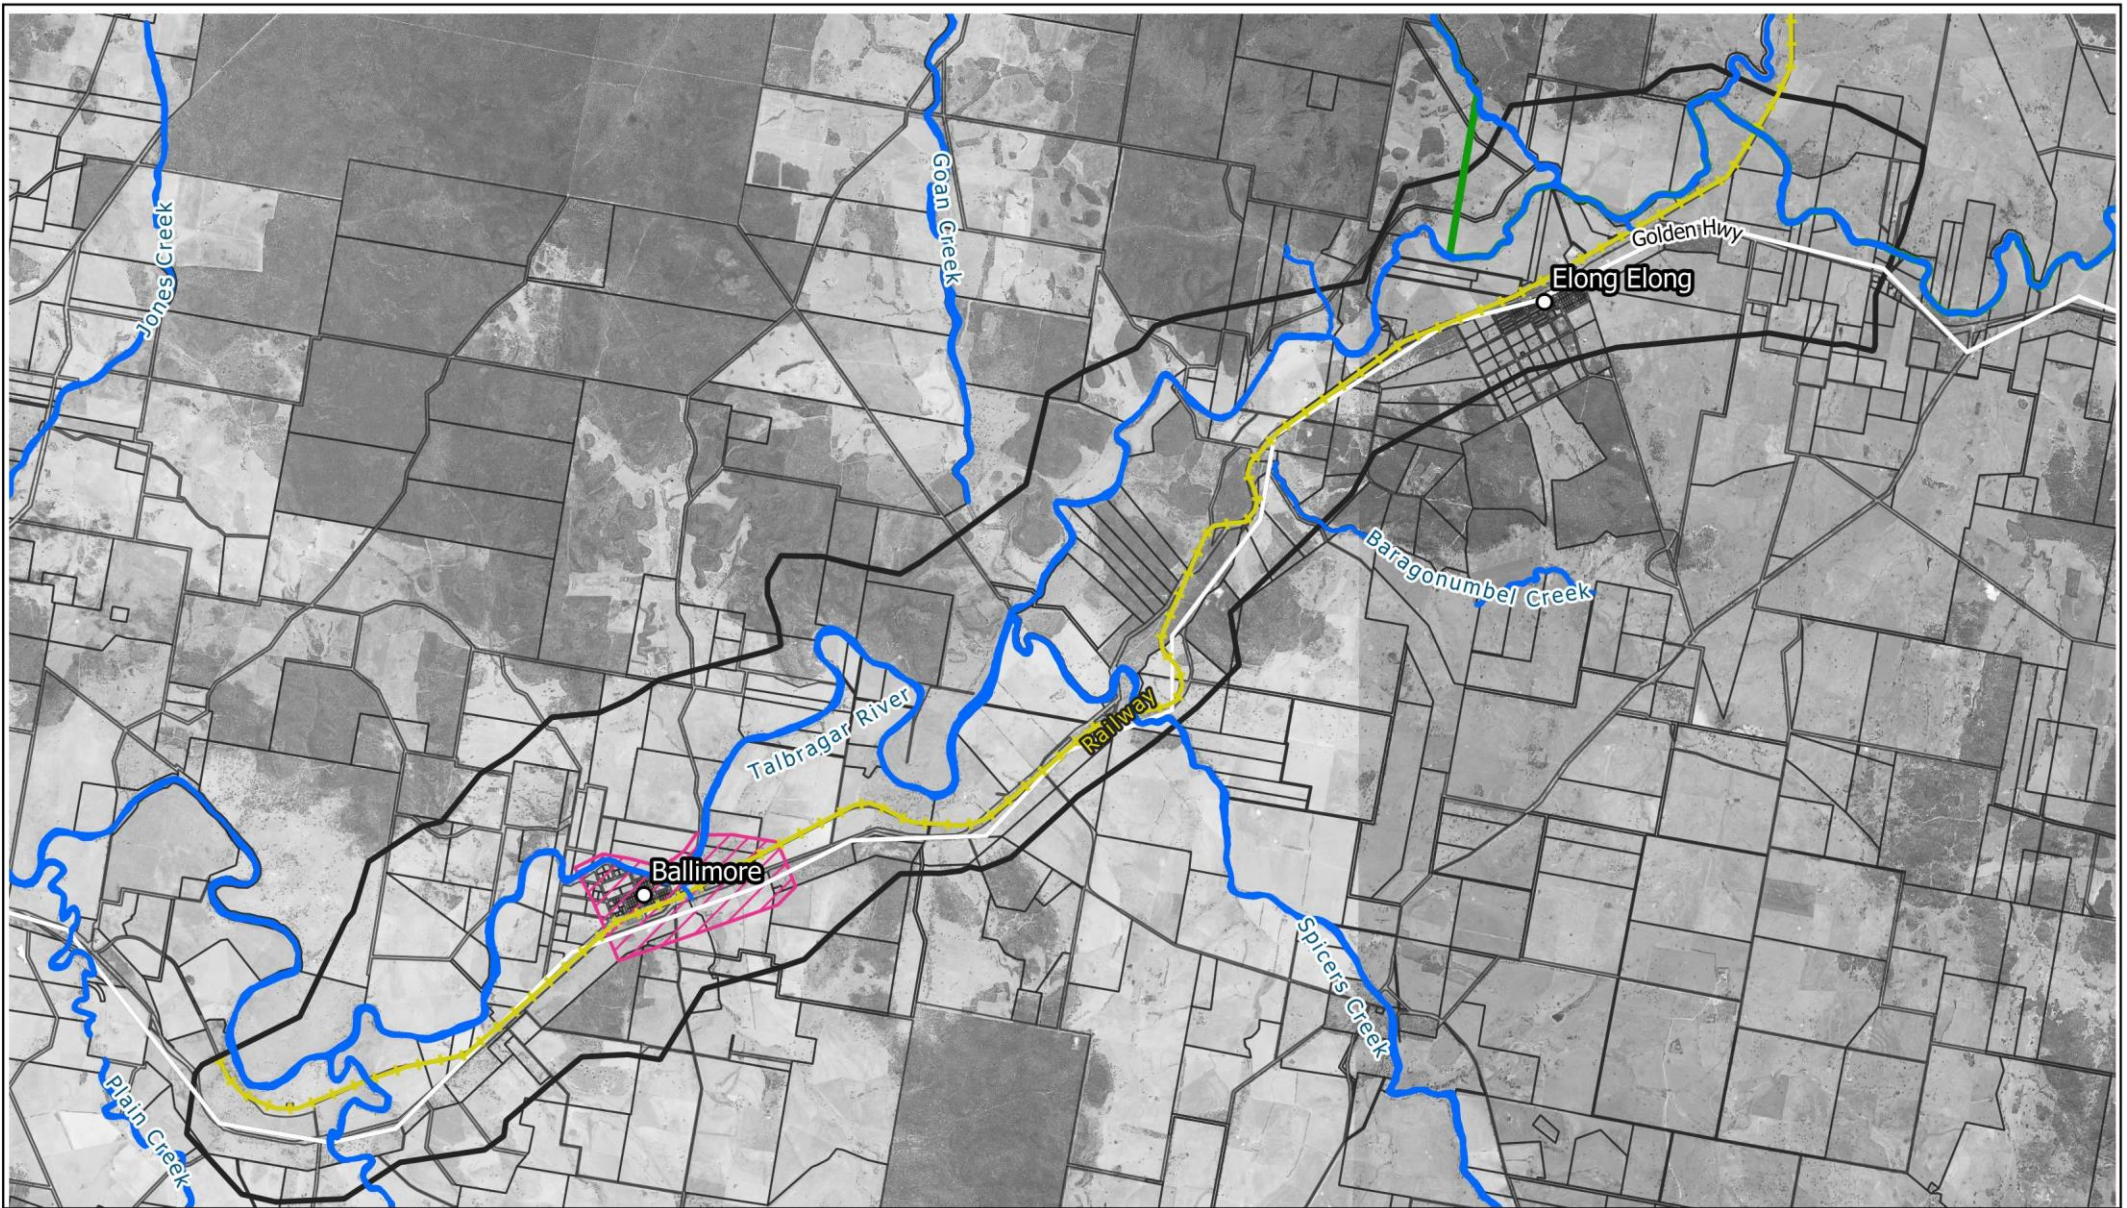 Goan Creek
Jones Creek
Golden Hwy
Elong Elong
Baragonumbel Creek
Talbragar River
Railway
Ballimore
Spicers Creek
Plain Creek